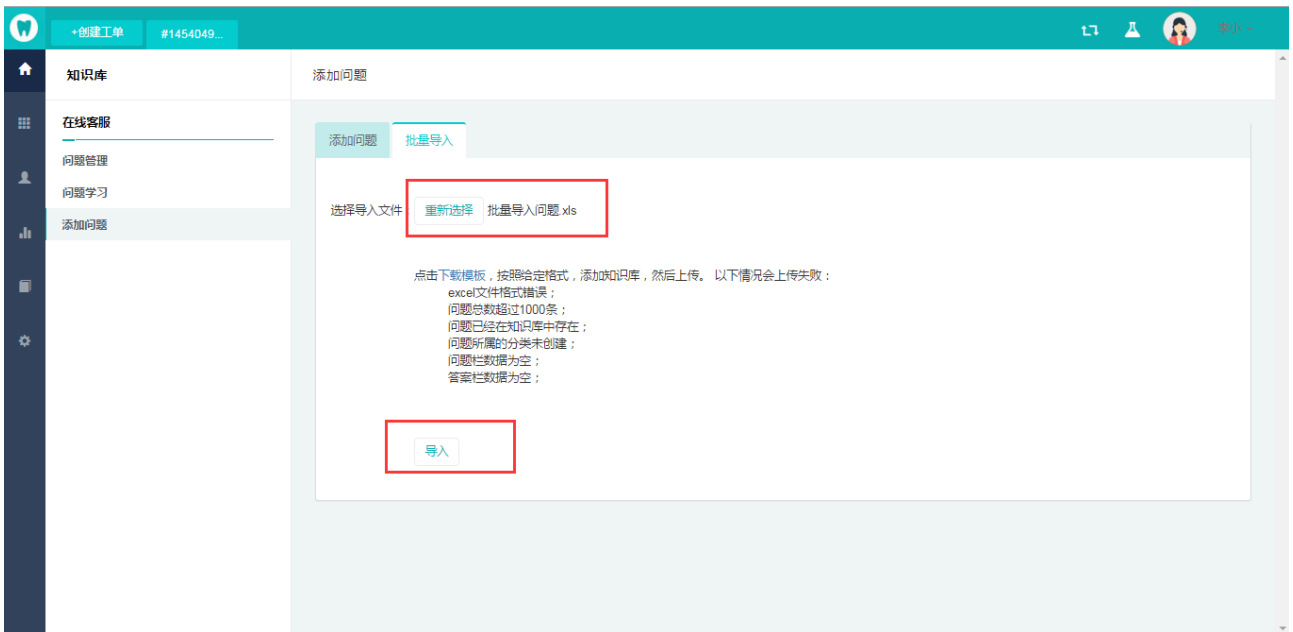 +创建工单
#1454049...
知识库
添加问题
在线客服
问题管理
问题学习
添加问题
添加问题
批量导入
选择导入文件
重新选择
批量导入问题.xls
点击下载模板，按照给定格式，添加知识库，然后上传。 以下情况会上传失败：
excel文件格式错误；
问题总数超过1000条；
问题已经在知识库中存在；
问题所属的分类未创建；
问题栏数据为空；
答案栏数据为空；
导入